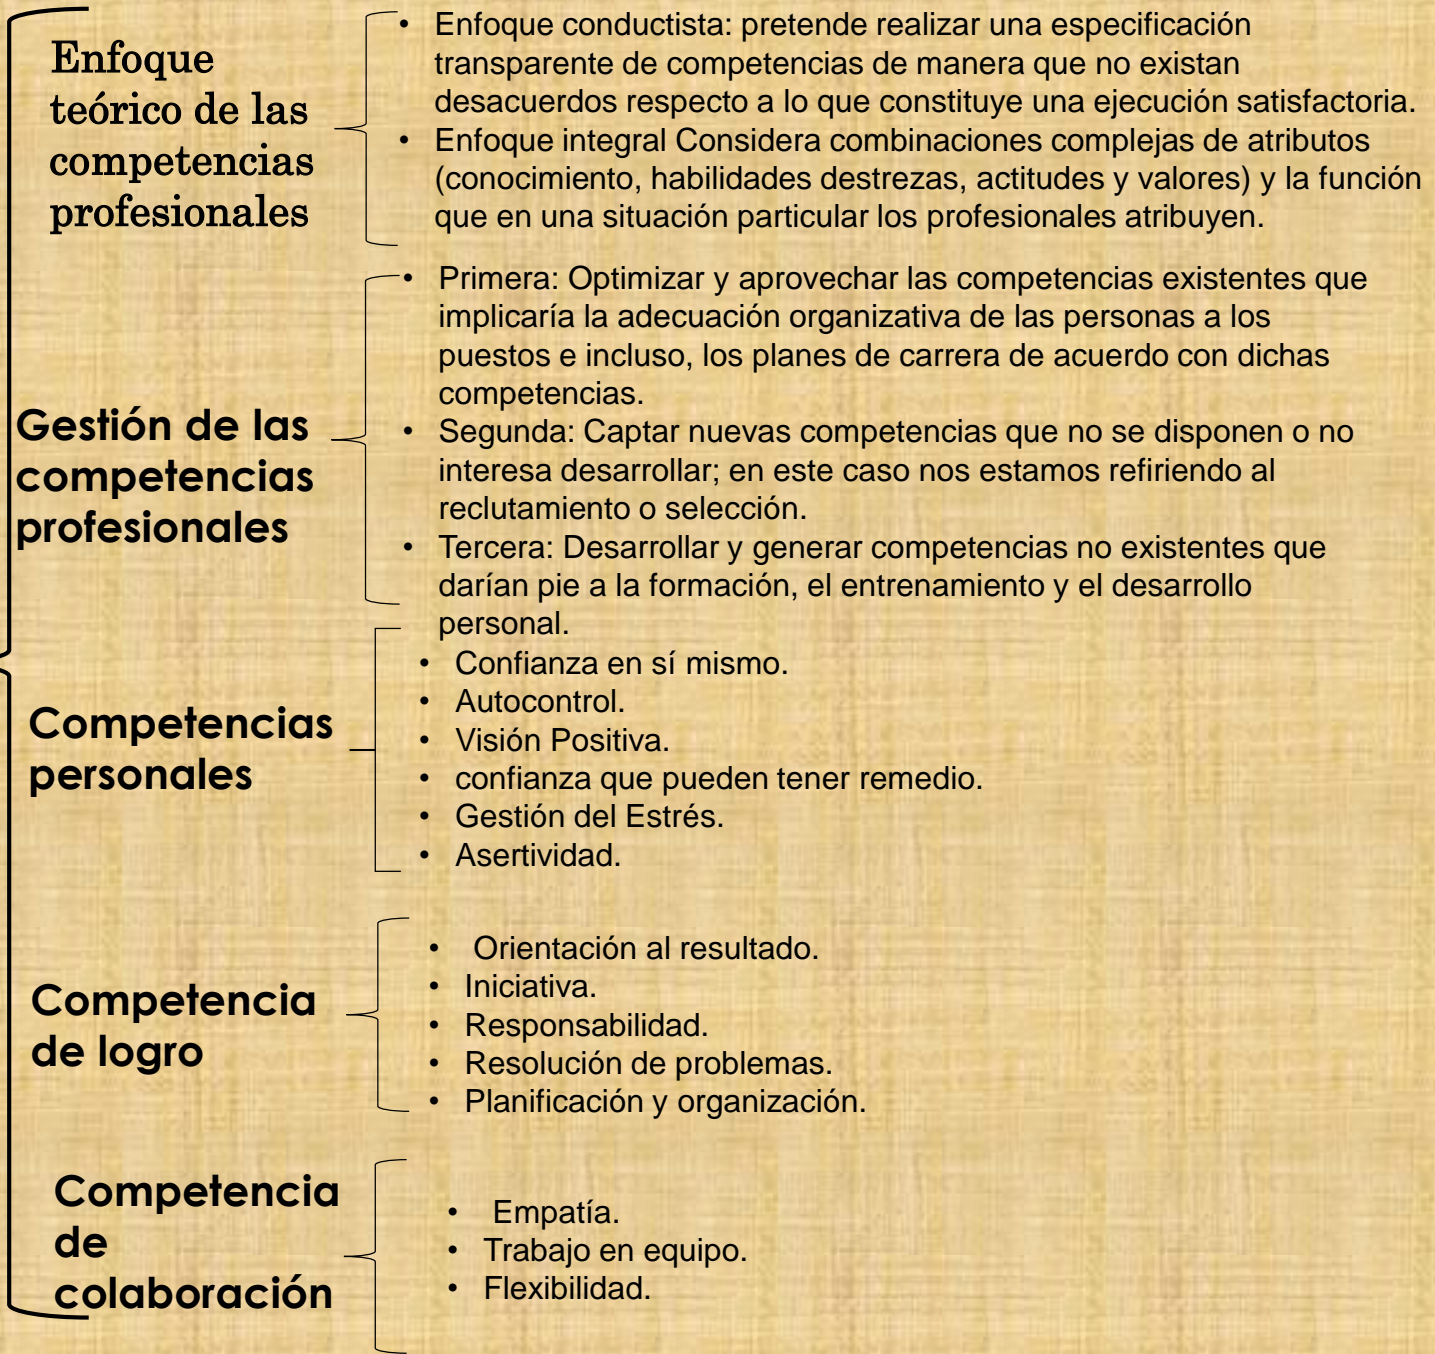 Enfoque
teórico de las
competencias
profesionales
• Enfoque conductista: pretende realizar una especificación
transparente de competencias de manera que no existan
desacuerdos respecto a lo que constituye una ejecución satisfactoria.
• Enfoque integral Considera combinaciones complejas de atributos
(conocimiento, habilidades destrezas, actitudes y valores) y la función
que en una situación particular los profesionales atribuyen.
Gestión de las
competencias
profesionales
• Primera: Optimizar y aprovechar las competencias existentes que
implicaría la adecuación organizativa de las personas a los
puestos e incluso, los planes de carrera de acuerdo con dichas
competencias.
• Segunda: Captar nuevas competencias que no se disponen o no
interesa desarrollar; en este caso nos estamos refiriendo al
reclutamiento o selección.
• Tercera: Desarrollar y generar competencias no existentes que
darían pie a la formación, el entrenamiento y el desarrollo
personal.
Competencias
personales
• Confianza en sí mismo.
• Autocontrol.
• Visión Positiva.
• confianza que pueden tener remedio.
• Gestión del Estrés.
• Asertividad.
Competencia
de logro
• Orientación al resultado.
• Iniciativa.
• Responsabilidad.
• Resolución de problemas.
• Planificación y organización.
Competencia
de
colaboración
• Empatía.
• Trabajo en equipo.
• Flexibilidad.